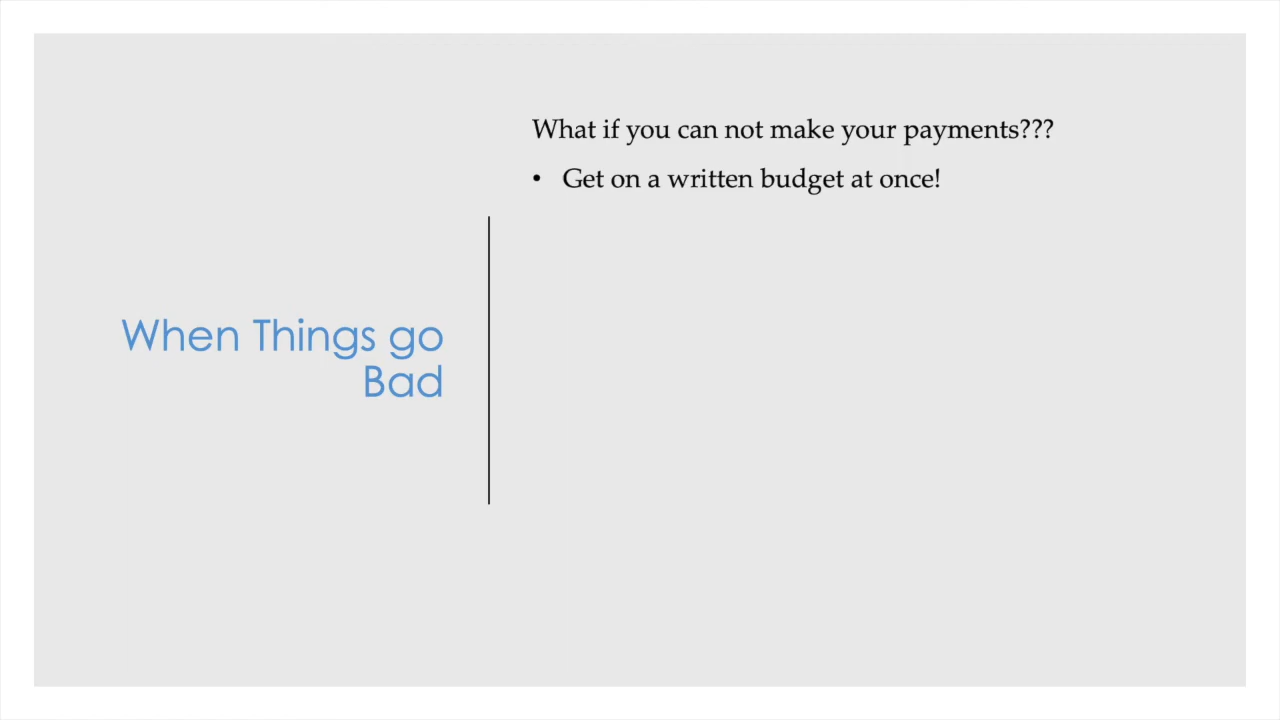 When Things go
Bad
What if you can not make your payments???
• Get on a written budget at once!